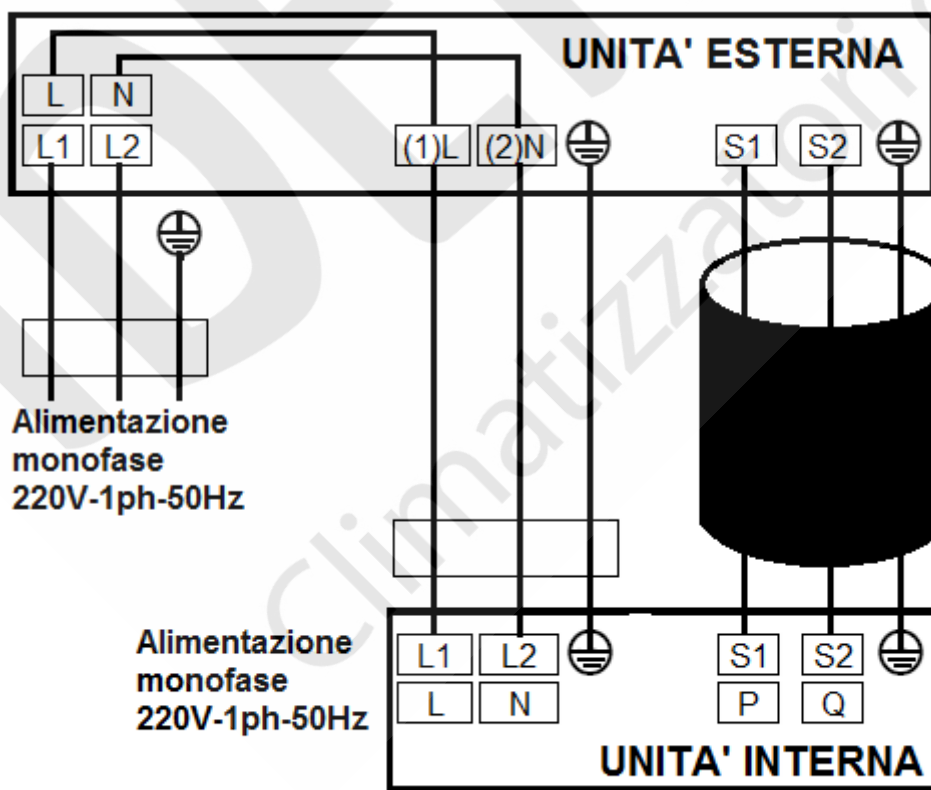 UNITA' ESTERNA
L N
L1 L2 (1)L (2)N S1 S2
Alimentazione
monofase
220V-1ph-50Hz
Alimentazione
monofase
220V-1ph-50Hz
L1 L2 S1 S2
L N P Q
UNITA' INTERNA
Climatizzatori